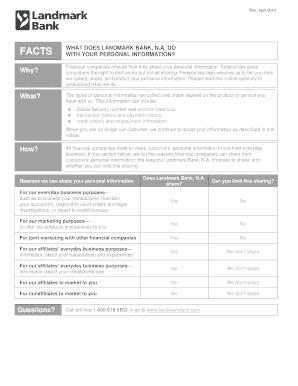 Rev. April 2010
Landmark
Bank
FACTS
WHAT DOES LANDMARK BANK, N.A. DO
WITH YOUR PERSONAL INFORMATION?
Why?
Financial companies choose how they share your personal information. Federal law gives
consumers the right to limit some but not all sharing. Federal law also requires us to tell you how
we collect, share, and protect your personal information. Please read this notice carefully to
understand what we do.
What?
The types of personal information we collect and share depend on the product or service you
have with us. This information can include:
Social Security number and account balances
transaction history and payment history
credit history and employment information
When you are no longer our customer, we continue to share your information as described in this
notice.
How?
All financial companies need to share customers' personal information to run their everyday
business. In the section below, we list the reasons financial companies can share their
customers' personal information; the reasons Landmark Bank, N.A. chooses to share; and
whether you can limit this sharing.
Reasons we can share your personal information
Does Landmark Bank, N.A.
share?
Can you limit this sharing?
For our everyday business purposes—
such as to process your transactions, maintain
your account(s), respond to court orders and legal
investigations, or report to credit bureaus
Yes
No
For our marketing purposes—
to offer our products and services to you
Yes
No
For joint marketing with other financial companies
Yes
No
For our affiliates' everyday business purposes—
information about your transactions and experiences
No
We don't share
For our affiliates' everyday business purposes—
information about your creditworthiness
No
We don't share
For our affiliates to market to you
No
We don't share
For nonaffiliates to market to you
No
We don't share
Questions?
Call toll free 1-800-618-5503 or go to www.landmarkbank.com